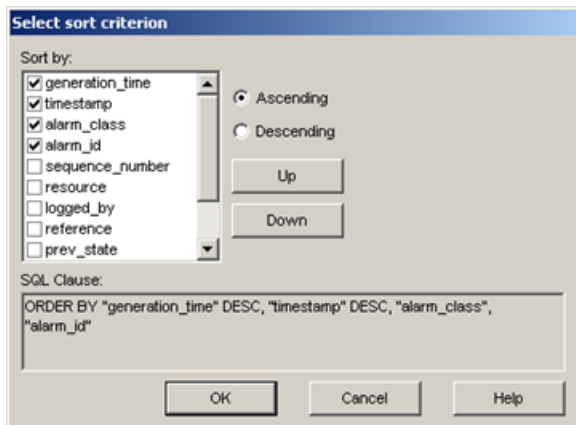 Select sort criterion
Sort by:
generation_time
timestamp
alarm_class
alarm_id
sequence_number
resource
logged_by
reference
prev_state
Ascending
Descending
Up
Down
SQL Clause:
ORDER BY "generation_time" DESC, "timestamp" DESC, "alarm_class",
"alarm_id"
OK Cancel Help